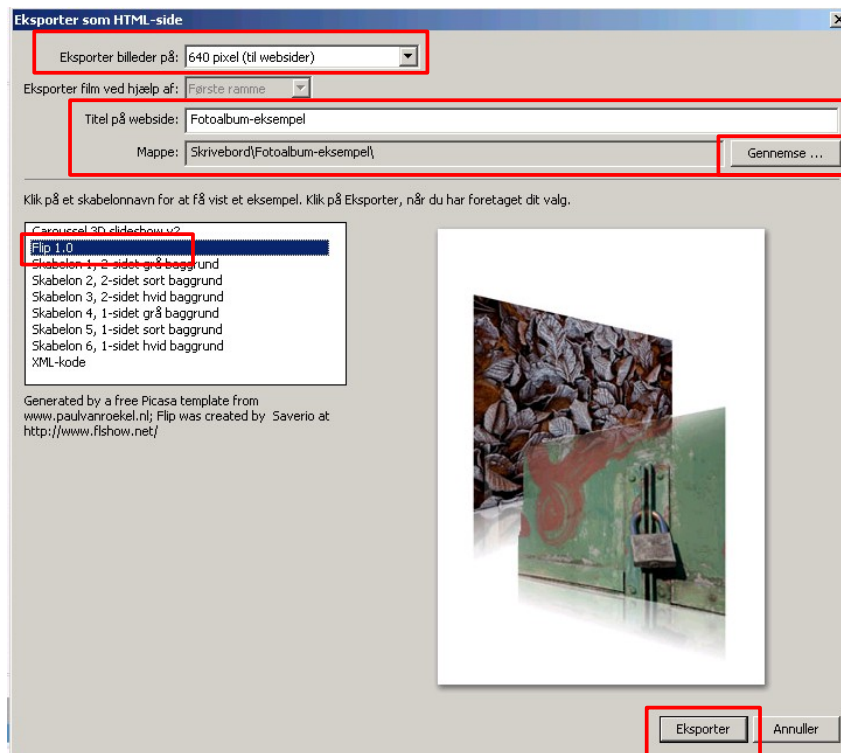 Eksporter som HTML-side
Eksporter billeder på: 640 pixel (til websider)
Eksporter film ved hjælp af: Første ramme
Titel på webside: Fotoalbum-eksempel
Mappe: Skrivebord\Fotoalbum-eksempel\ Gennemse ...
Klik på et skabelonnavn for at få vist et eksempel. Klik på Eksporter, når du har foretaget dit valg.
Caroussel 3D slideshow v2
Flip 1.0
Skabelon 1, 2-sidet grå baggrund
Skabelon 2, 2-sidet sort baggrund
Skabelon 3, 2-sidet hvid baggrund
Skabelon 4, 1-sidet grå baggrund
Skabelon 5, 1-sidet sort baggrund
Skabelon 6, 1-sidet hvid baggrund
XML-kode
Generated by a free Picasa template from
www.paulvanroekel.nl; Flip was created by Saverio at
http://www.flshow.net/
Eksporter Annuller